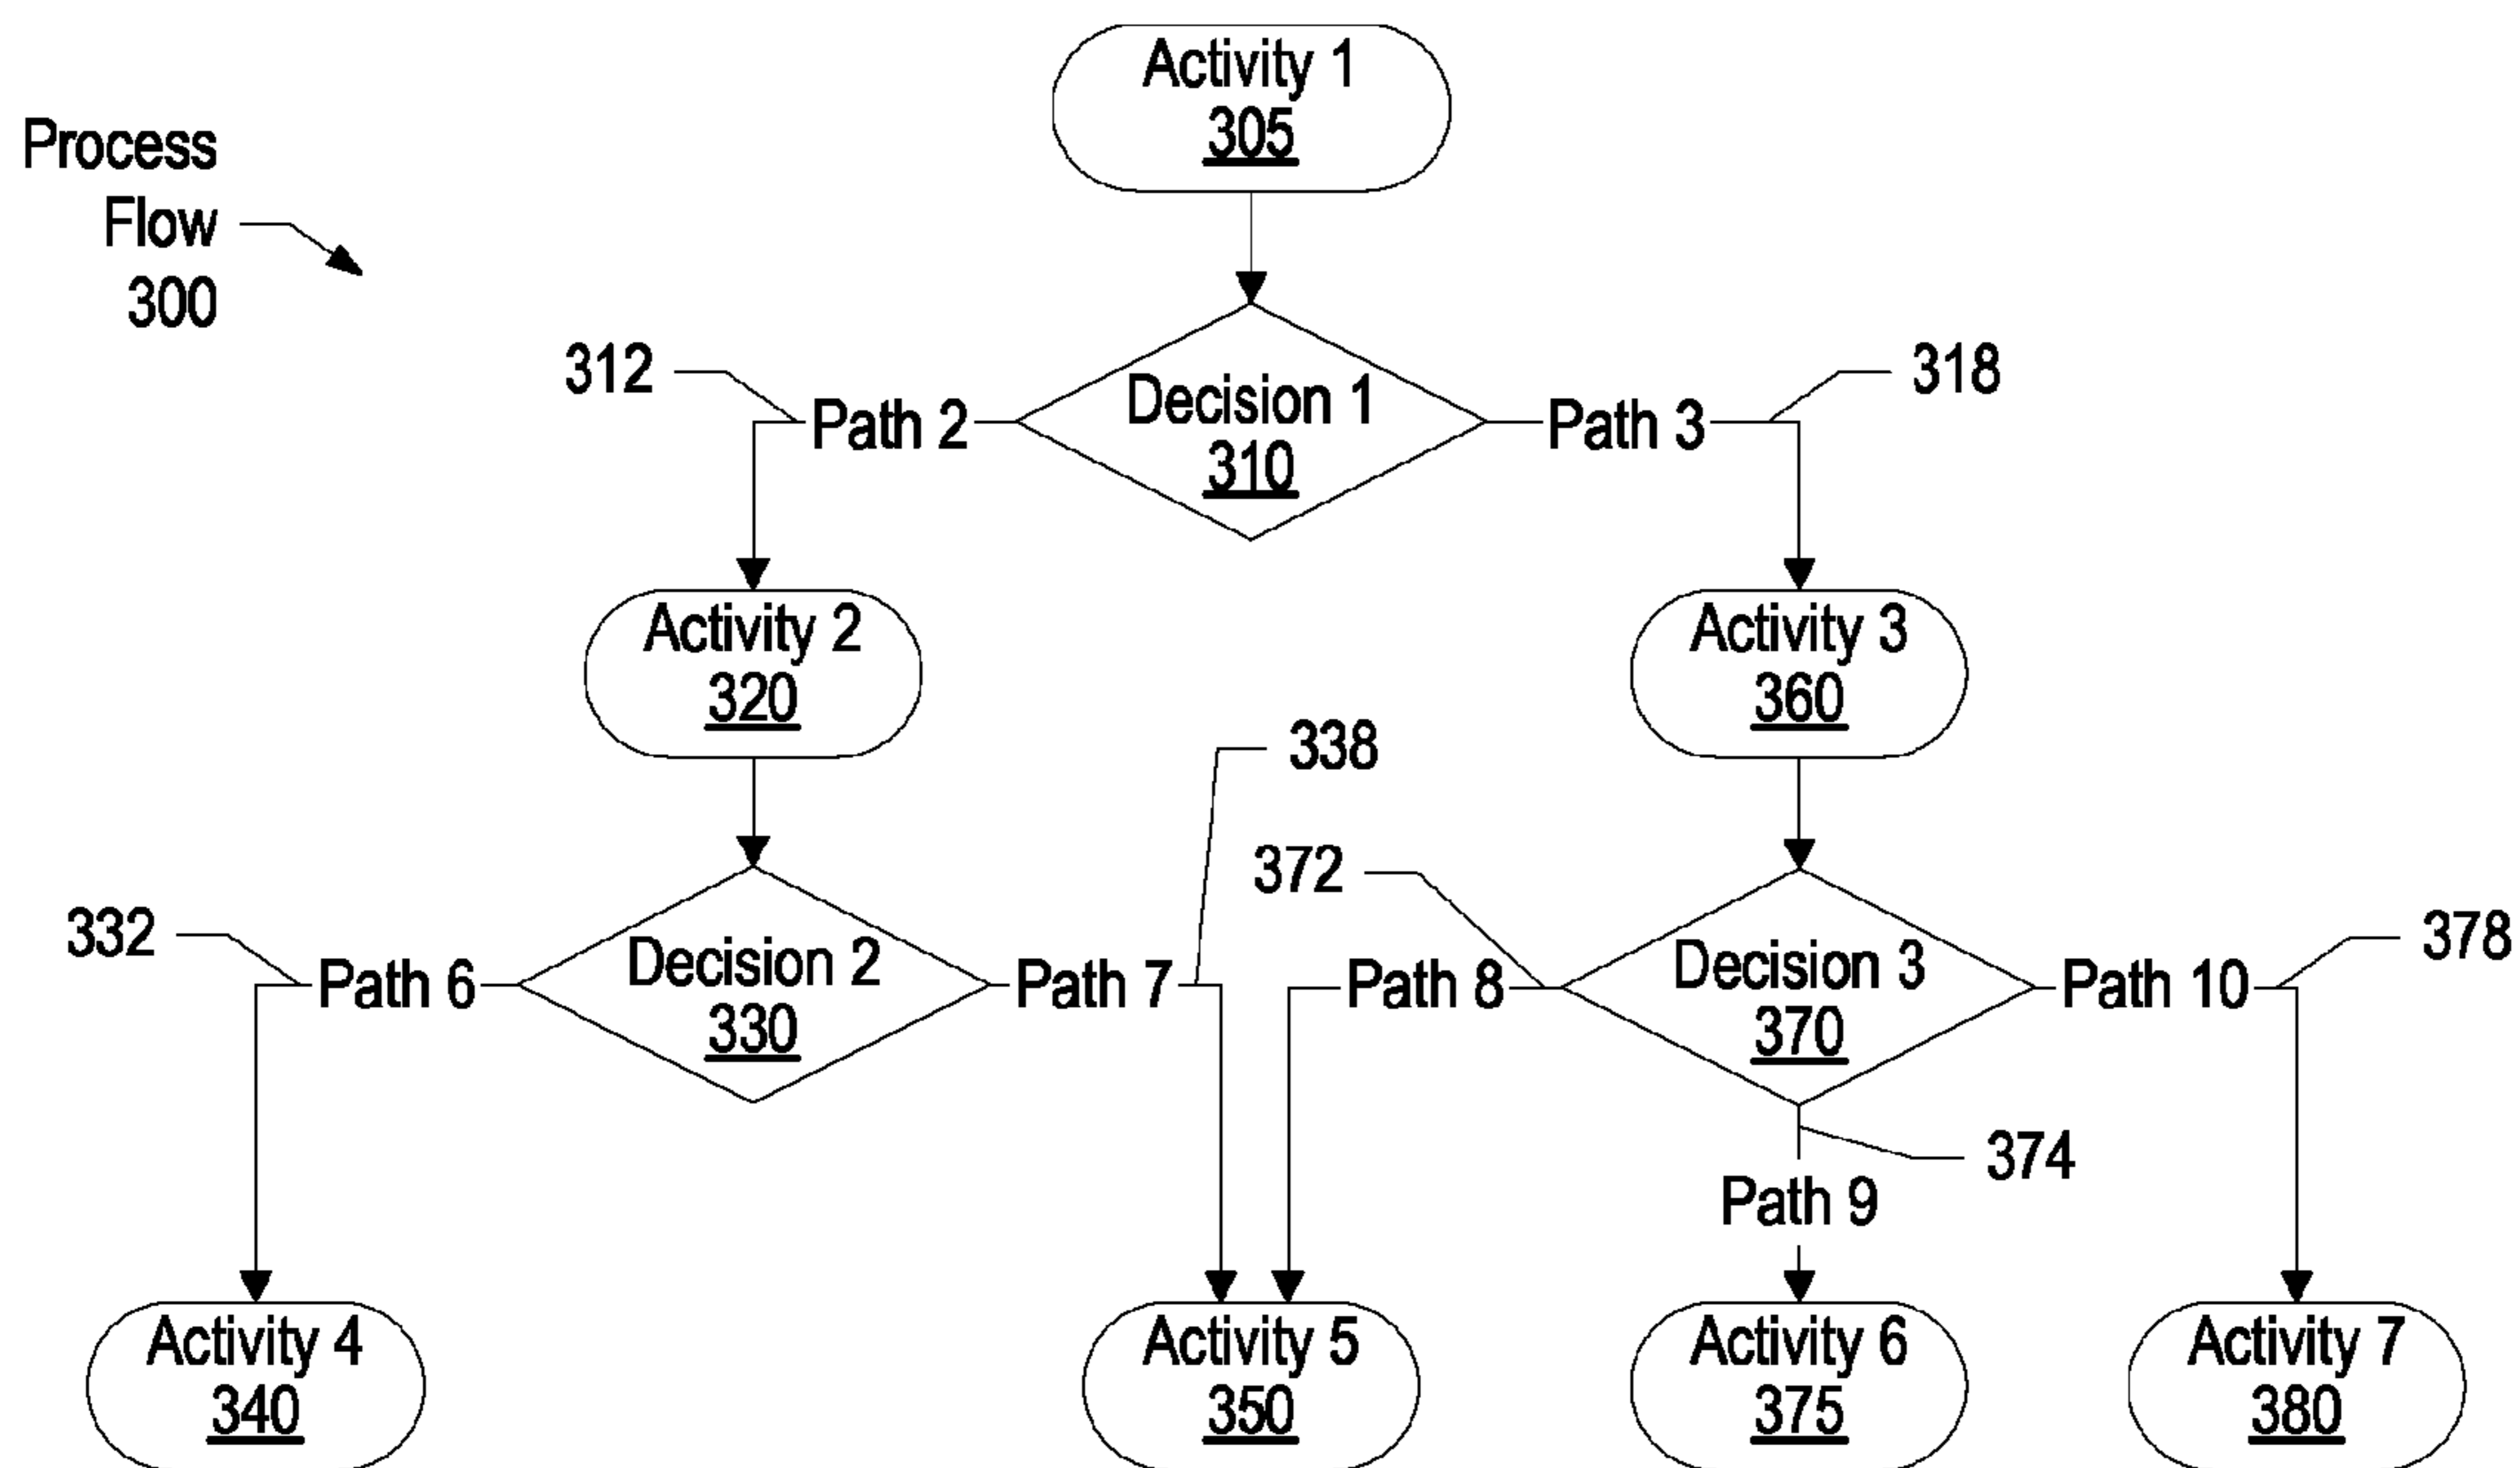 Activity 1
305
Process
Flow
300
312
318
Path 2
Decision 1
310
Path 3
Activity 2
320
Activity 3
360
338
372
332
378
Path 6
Decision 2
330
Path 7
Path 8
Decision 3
370
Path 10
374
Path 9
Activity 4
340
Activity 5
350
Activity 6
375
Activity 7
380